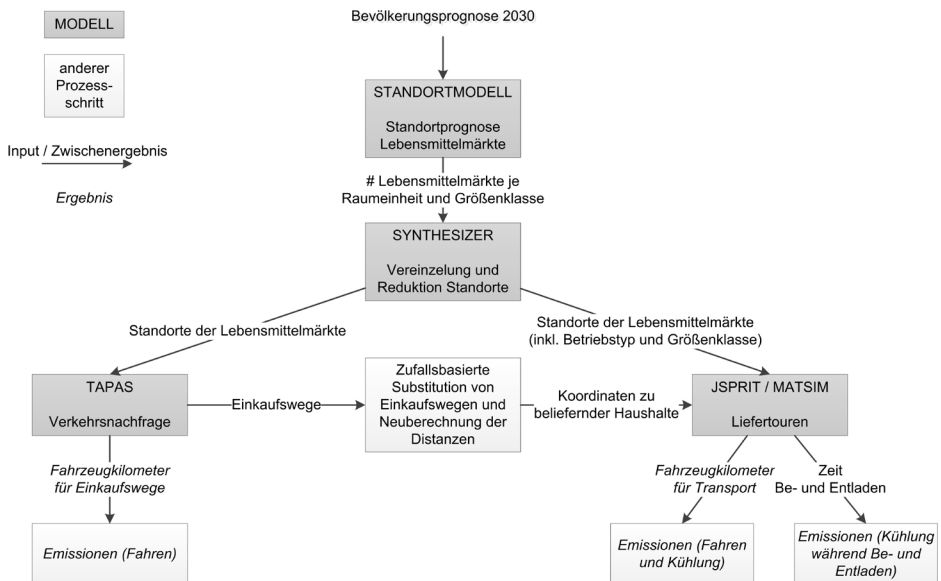 Bevölkerungsprognose 2030
MODELL
anderer
Prozess-
schritt
Input / Zwischenergebnis
Ergebnis
STANDORTMODELL
Standortprognose
Lebensmittelmärkte
# Lebensmittelmärkte je
Raumeinheit und Größenklasse
SYNTHESIZER
Vereinzelung und
Reduktion Standorte
Standorte der Lebensmittelmärkte
Standorte der Lebensmittelmärkte
(inkl. Betriebstyp und Größenklasse)
TAPAS
Verkehrsnachfrage
Einkaufswege
Zufallsbasierte
Substitution von
Einkaufswegen und
Neuberechnung der
Distanzen
Koordinaten zu
beliefernder Haushalte
JSPRIT / MATSIM
Liefertouren
Fahrzeugkilometer
für Einkaufswege
Fahrzeugkilometer
für Transport
Zeit
Be- und Entladen
Emissionen (Fahren)
Emissionen (Fahren
und Kühlung)
Emissionen (Kühlung
während Be- und
Entladen)